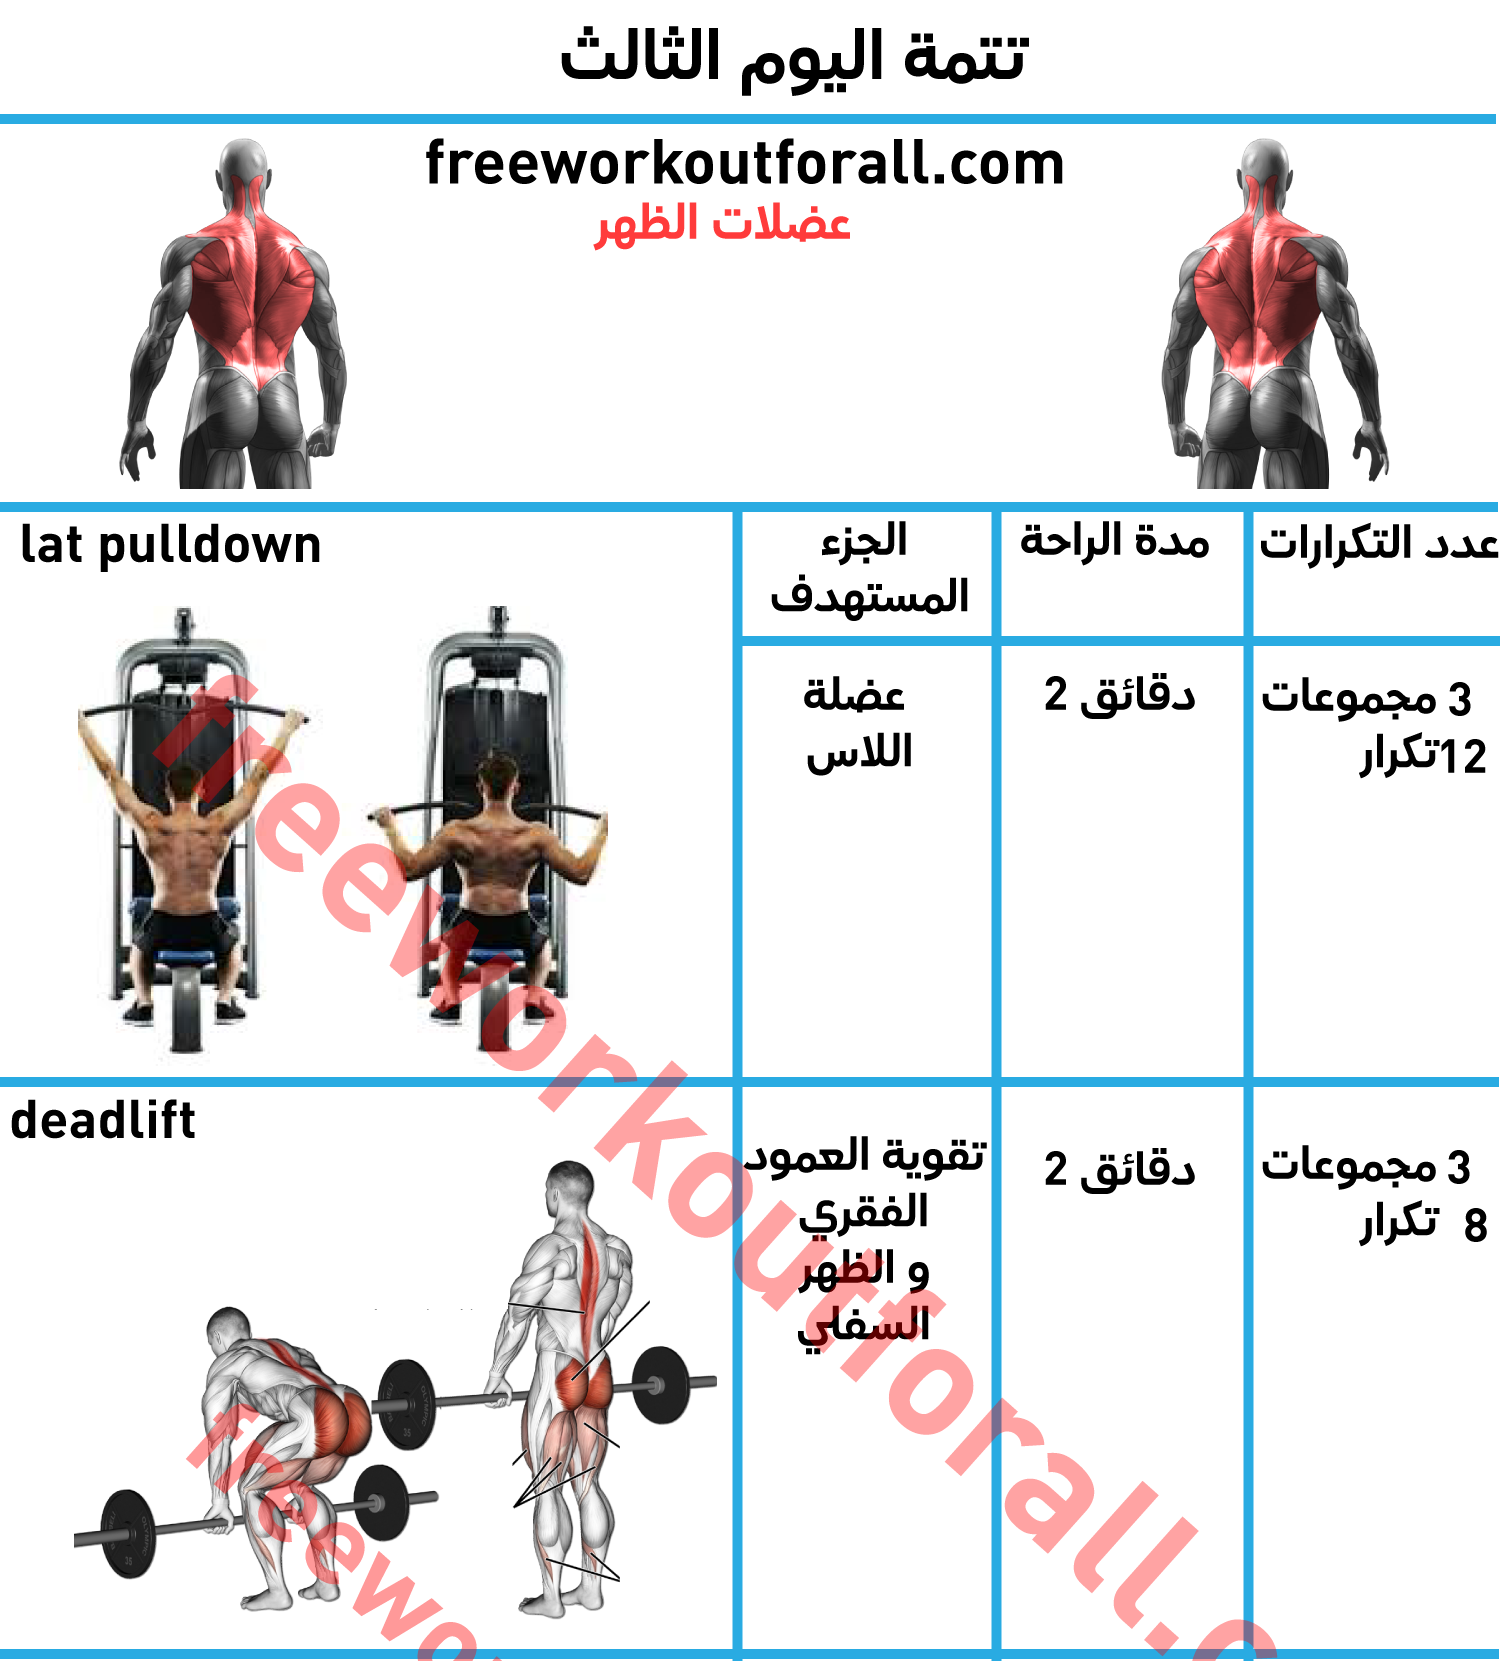 تتمة اليوم الثالث
freeworkoutforall.com
عضلات الظهر
lat pulldown
الجزء
المستهدف
مدة الراحة
عدد التكرارات
عضلة
اللاس
2 دقائق
3 مجموعات
12تكرار
deadlift
تقوية العمود
الفقري
و الظهر
السفلي
2 دقائق
3 مجموعات
8 تكرار
freeworkoutforall.c
freewo